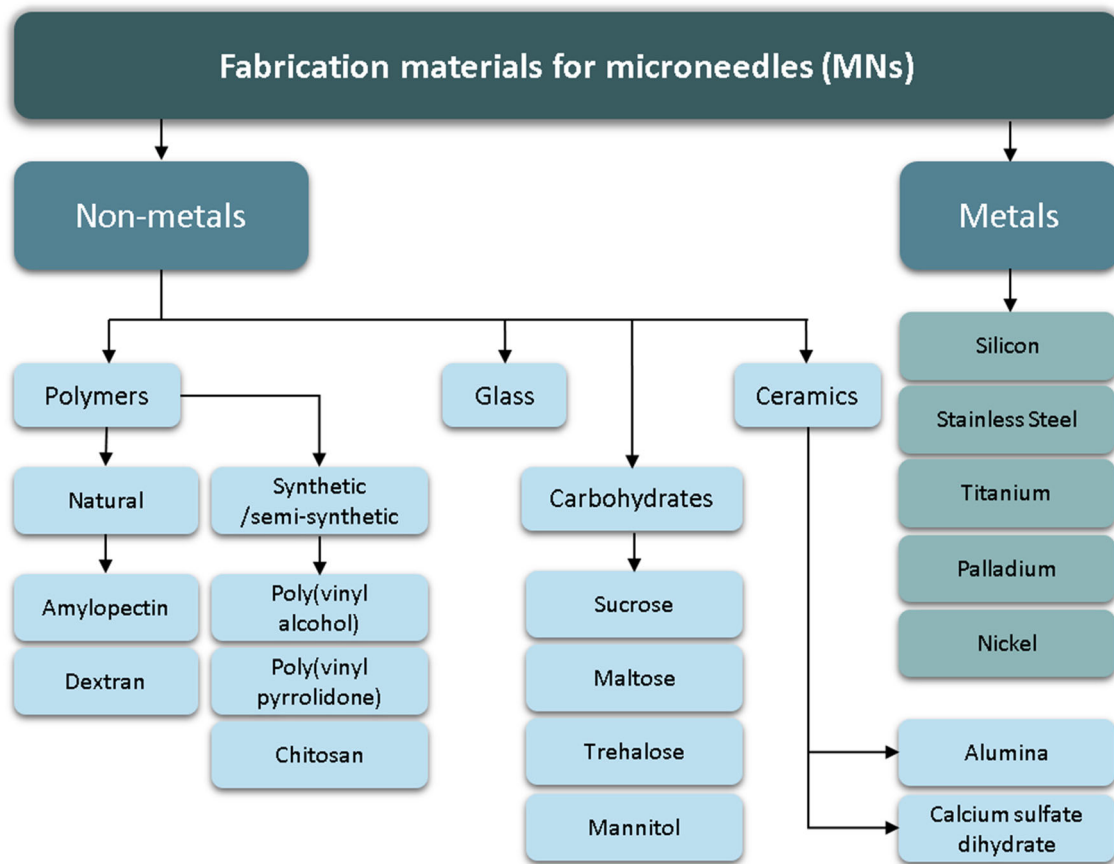 Fabrication materials for microneedles (MNs)
Non-metals
Metals
Polymers
Glass
Ceramics
Natural
Synthetic
/semi-synthetic
Carbohydrates
Amylopectin
Dextran
Poly(vinyl
alcohol)
Poly(vinyl
pyrrolidone)
Chitosan
Sucrose
Maltose
Trehalose
Mannitol
Alumina
Calcium sulfate
dihydrate
Silicon
Stainless Steel
Titanium
Palladium
Nickel